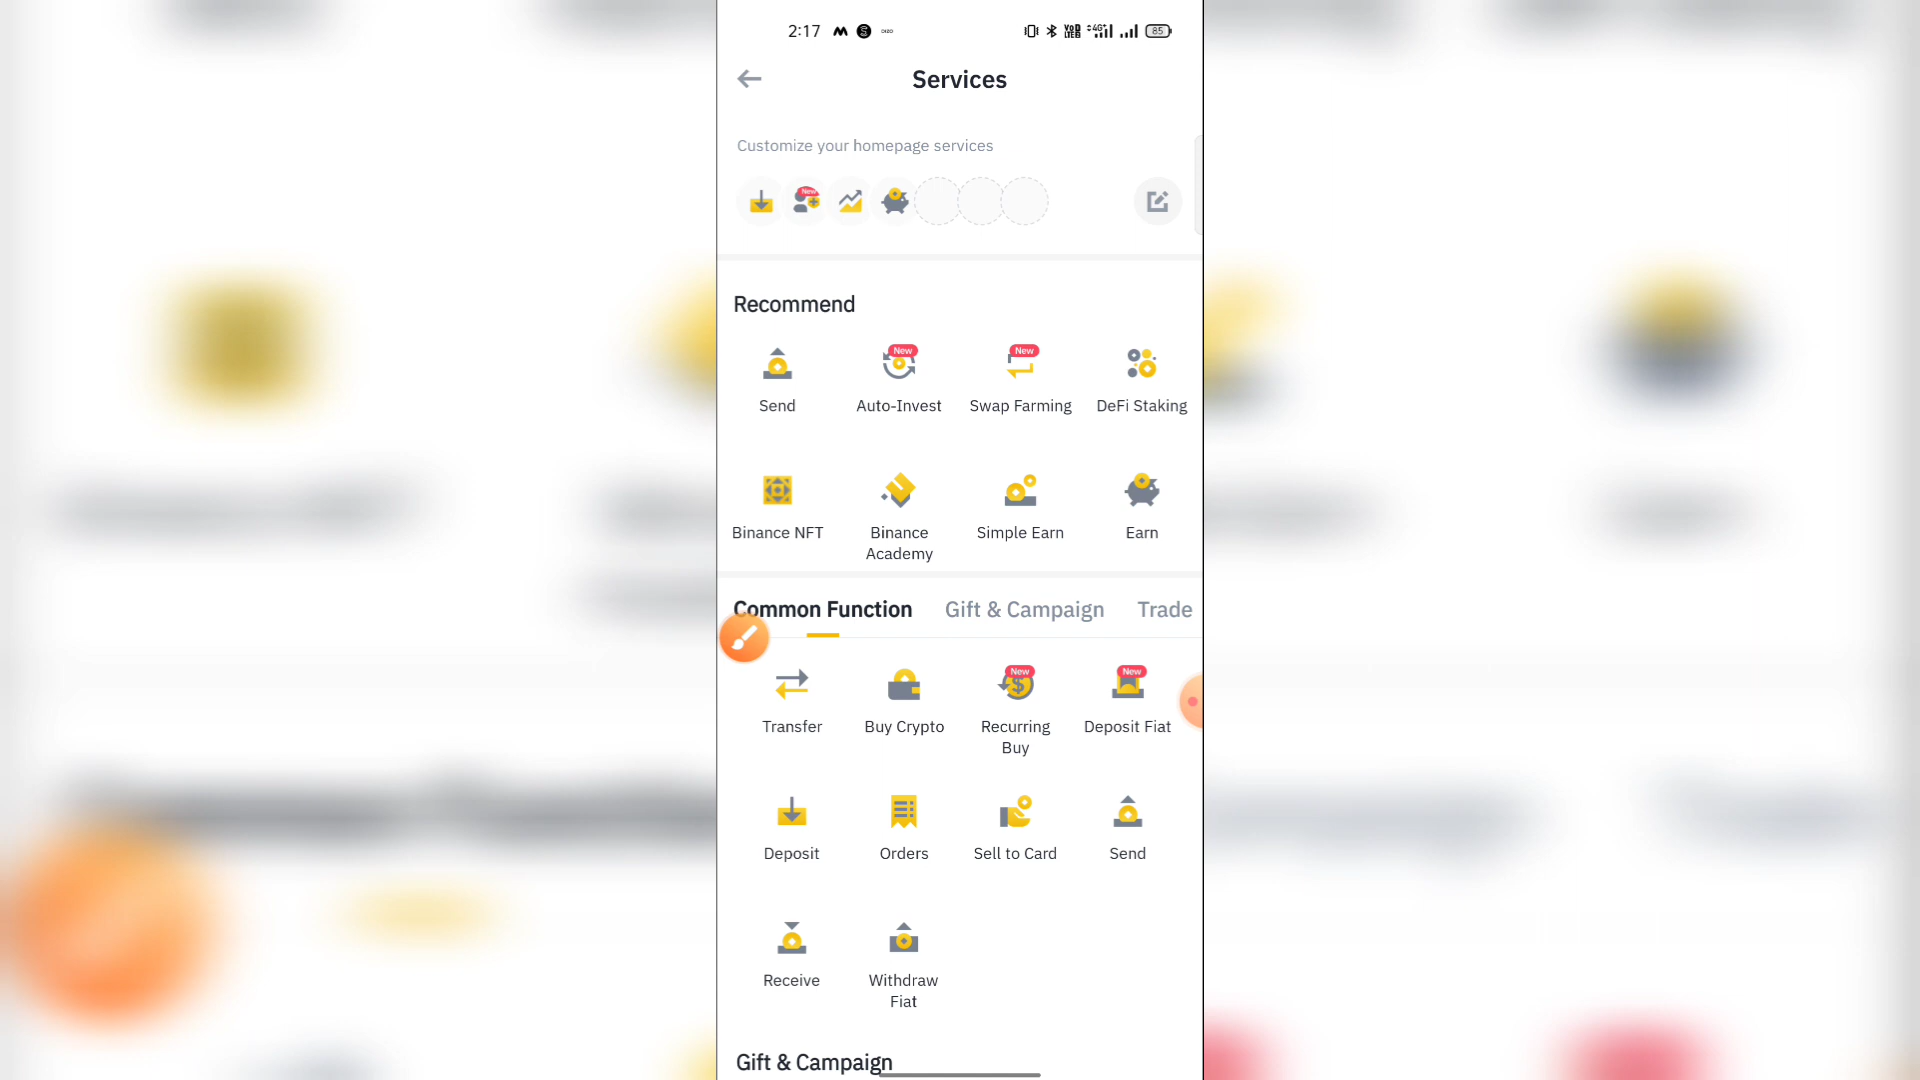 2:17
85
Services
Customize your homepage services
New
Recommend
New
New
Send
Auto-Invest
Swap Farming
DeFi Staking
Binance NFT
Binance
Academy
Simple Earn
Earn
Common Function
Gift & Campaign
Trade
New
New
Transfer
Buy Crypto
Recurring
Buy
Deposit Fiat
Deposit
Orders
Sell to Card
Send
Receive
Withdraw
Fiat
Gift & Campaign